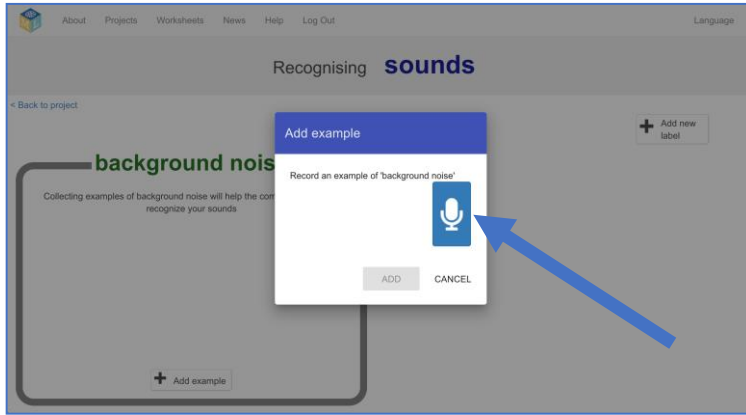 About Projects Worksheets News Help Log Out Language
Recognising sounds
< Back to project
Add new
label
background nois
Collecting examples of background noise will help the com
recognize your sounds
Add example
Record an example of 'background noise'
ADD CANCEL
Add example